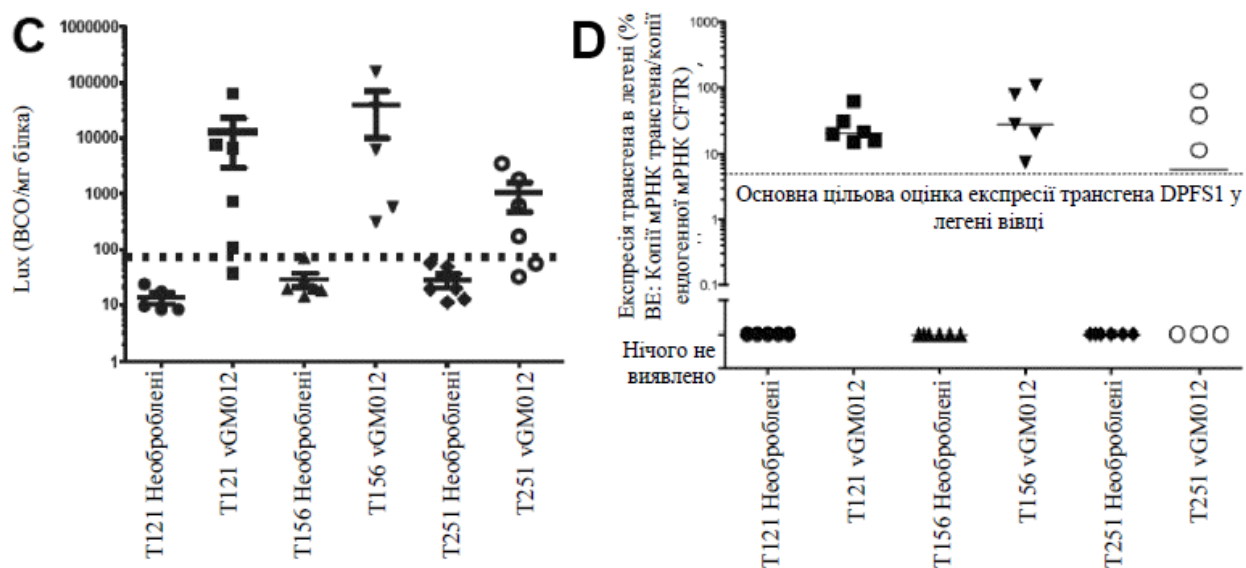 C
Lux (ВСО/мг білка)
1000000
100000
10000
1000
100
10
1
T121 Необроблені
T121 vGM012
T156 Необроблені
T156 vGM012
T251 Необроблені
T251 vGM012
D
Експресія трансгена в легені (%
ВЕ: Копії мРНК трансгена/копії
ендогенної мРНК CFTR)
1000
100
10
1
0.1
Основна цільова оцінка експресії трансгена DPFS1 у
легені вівці
Нічого не
виявлено
T121 Необроблені
T121 vGM012
T156 Необроблені
T156 vGM012
T251 Необроблені
T251 vGM012